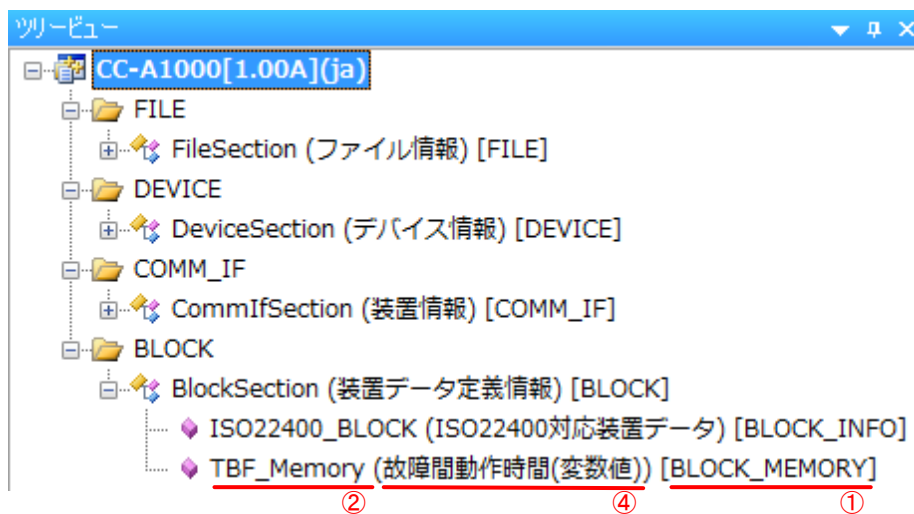 ツリービュー
CC-A1000[1.00A](ja)
FILE
FileSection (ファイル情報) [FILE]
DEVICE
DeviceSection (デバイス情報) [DEVICE]
COMM_IF
CommIfSection (装置情報) [COMM_IF]
BLOCK
BlockSection (装置データ定義情報) [BLOCK]
ISO22400_BLOCK (ISO22400対応装置データ) [BLOCK_INFO]
TBF_Memory (故障間動作時間(変数値)) [BLOCK_MEMORY]
② ④ ①